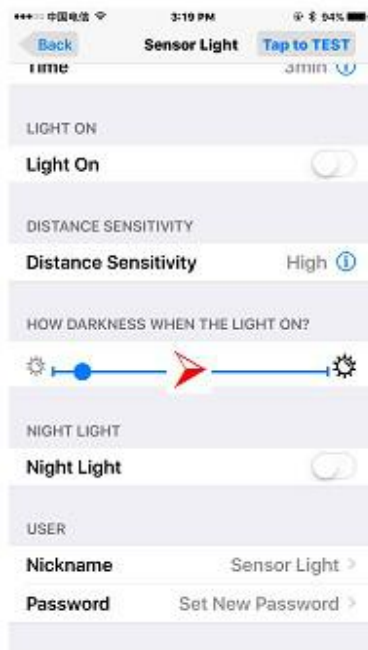 中国电信 3:19 PM 94%
Back Sensor Light Tap to TEST
Time 3min
LIGHT ON
Light On
DISTANCE SENSITIVITY
Distance Sensitivity High
HOW DARKNESS WHEN THE LIGHT ON?
NIGHT LIGHT
Night Light
USER
Nickname Sensor Light
Password Set New Password